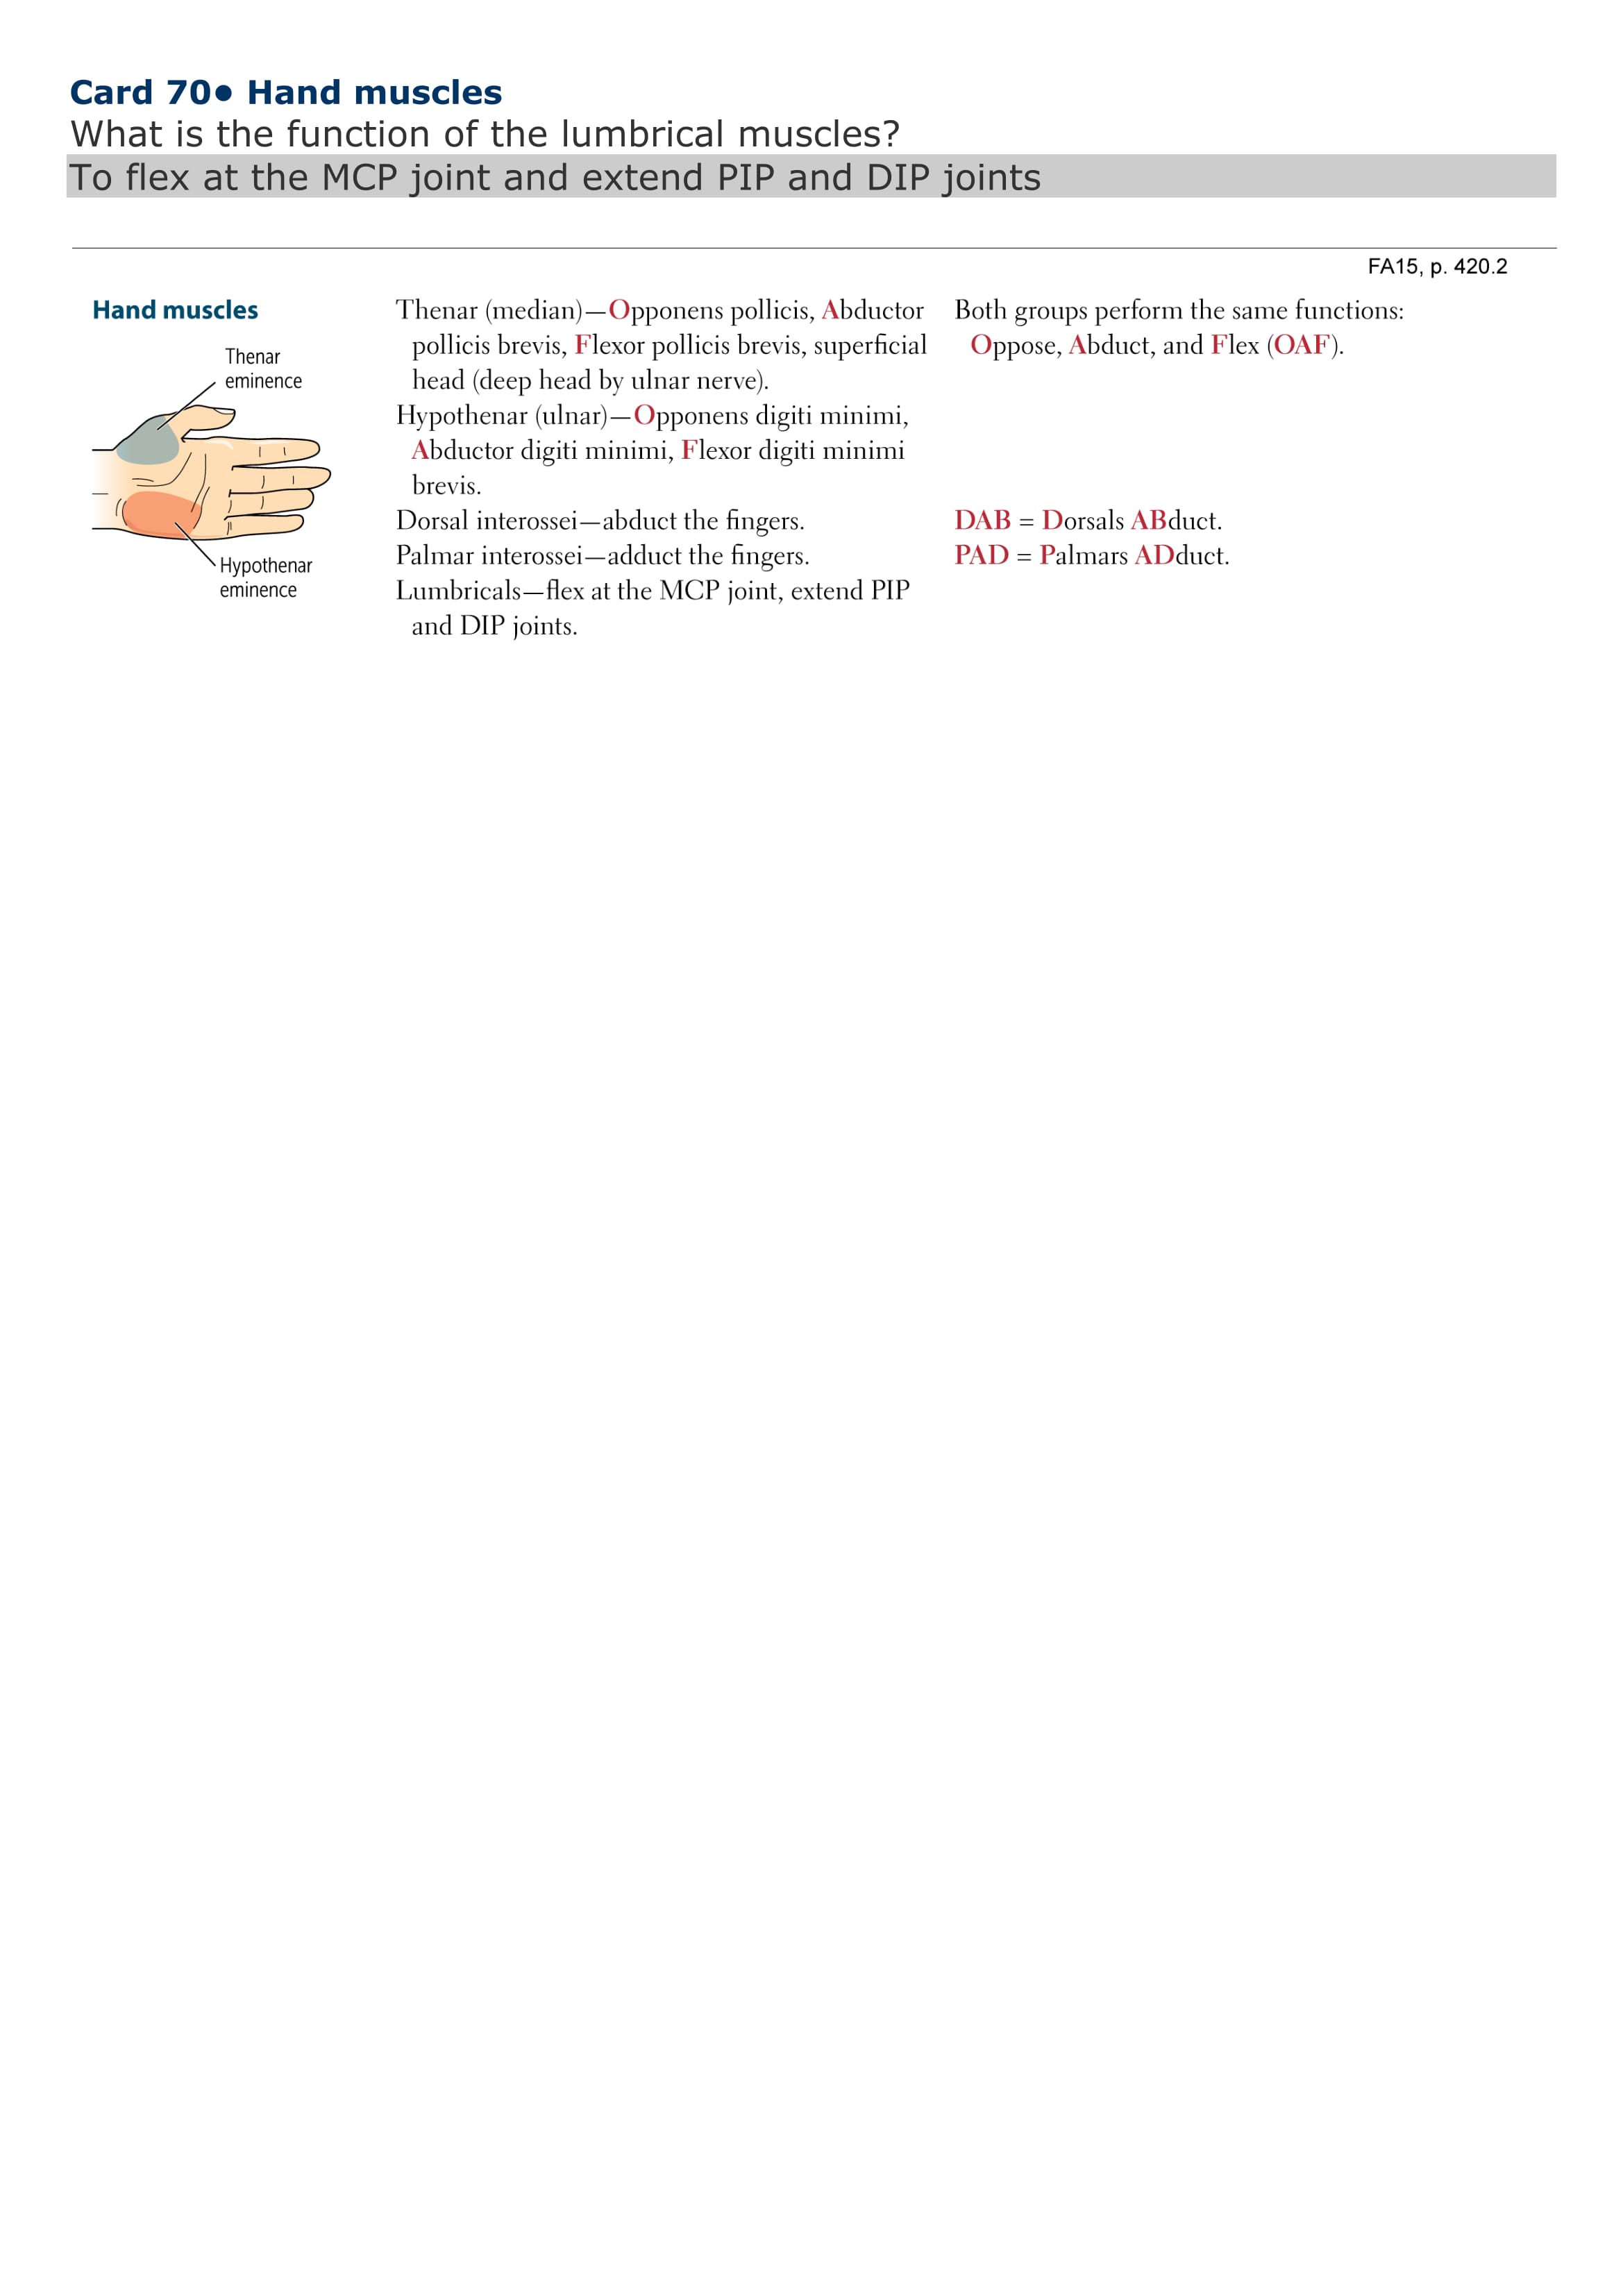 Card 70● Hand muscles
What is the function of the lumbrical muscles?
To flex at the MCP joint and extend PIP and DIP joints
FA15, p. 420.2
Hand muscles
Thenar
eminence
Hypothenar
eminence
Thenar (median)—Opponens pollicis, Abductor
pollicis brevis, Flexor pollicis brevis, superficial
head (deep head by ulnar nerve).
Hypothenar (ulnar)—Opponens digiti minimi,
Abductor digiti minimi, Flexor digiti minimi
brevis.
Dorsal interossei—abduct the fingers.
Palmar interossei—adduct the fingers.
Lumbricals—flex at the MCP joint, extend PIP
and DIP joints.
Both groups perform the same functions:
Oppose, Abduct, and Flex (OAF).
DAB = Dorsals ABduct.
PAD = Palmars ADduct.